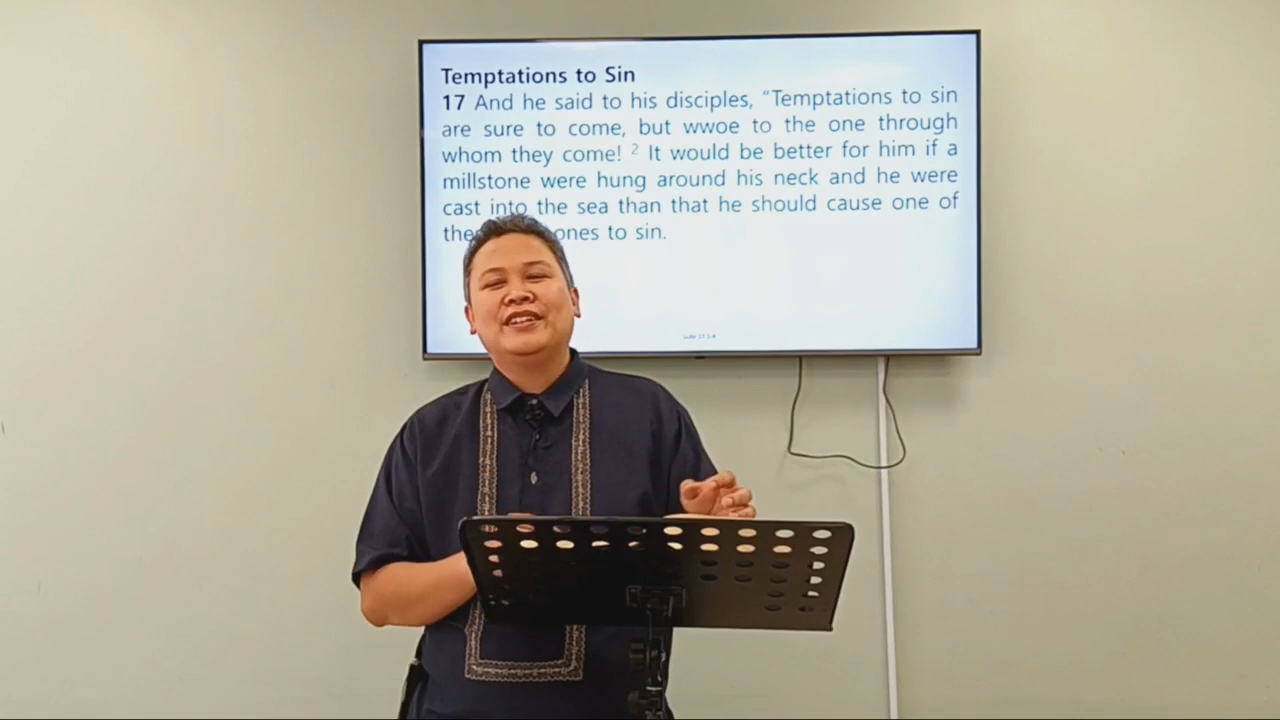 Temptations to Sin
17 And he said to his disciples, “Temptations to sin
are sure to come, but wwoe to the one through
whom they come! 2 It would be better for him if a
millstone were hung around his neck and he were
cast into the sea than that he should cause one of
ones to sin.